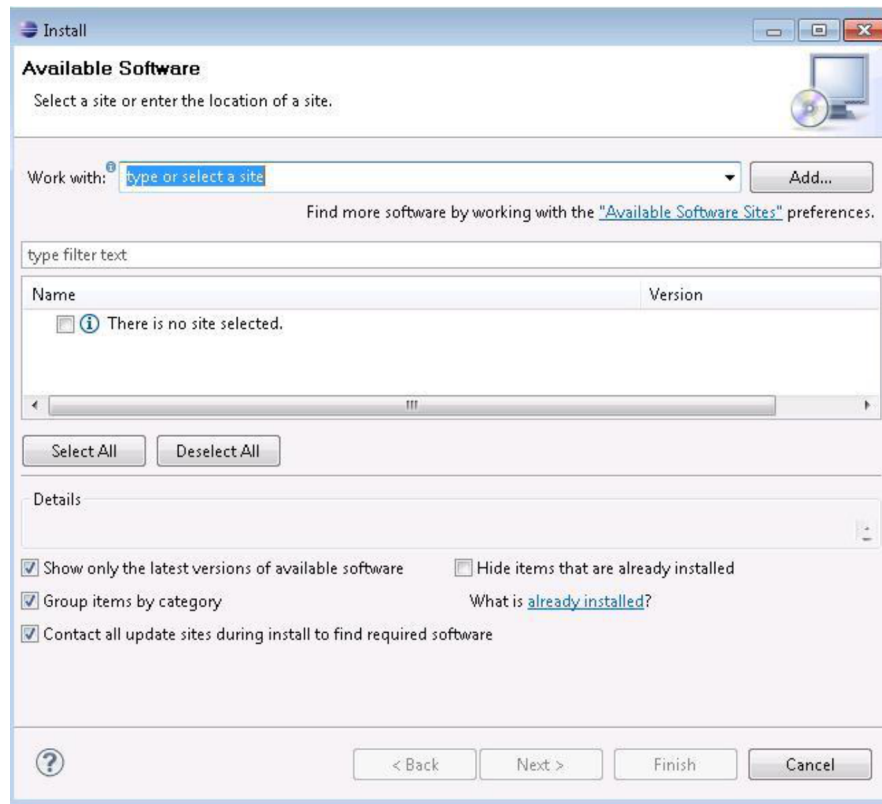 Install
Available Software
Select a site or enter the location of a site.
Work with: type or select a site Add...
Find more software by working with the "Available Software Sites" preferences.
type filter text
Name Version
There is no site selected.
Select All Deselect All
Details
Show only the latest versions of available software Hide items that are already installed
Group items by category What is already installed?
Contact all update sites during install to find required software
< Back Next > Finish Cancel